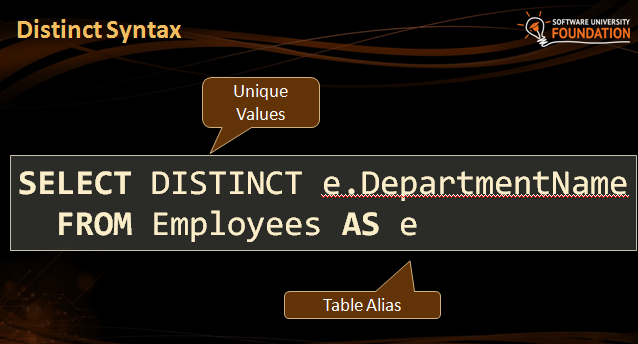 Distinct Syntax
SOFTWARE UNIVERSITY
FOUNDATION
Unique
Values
SELECT DISTINCT e.DepartmentName
FROM Employees AS e
Table Alias